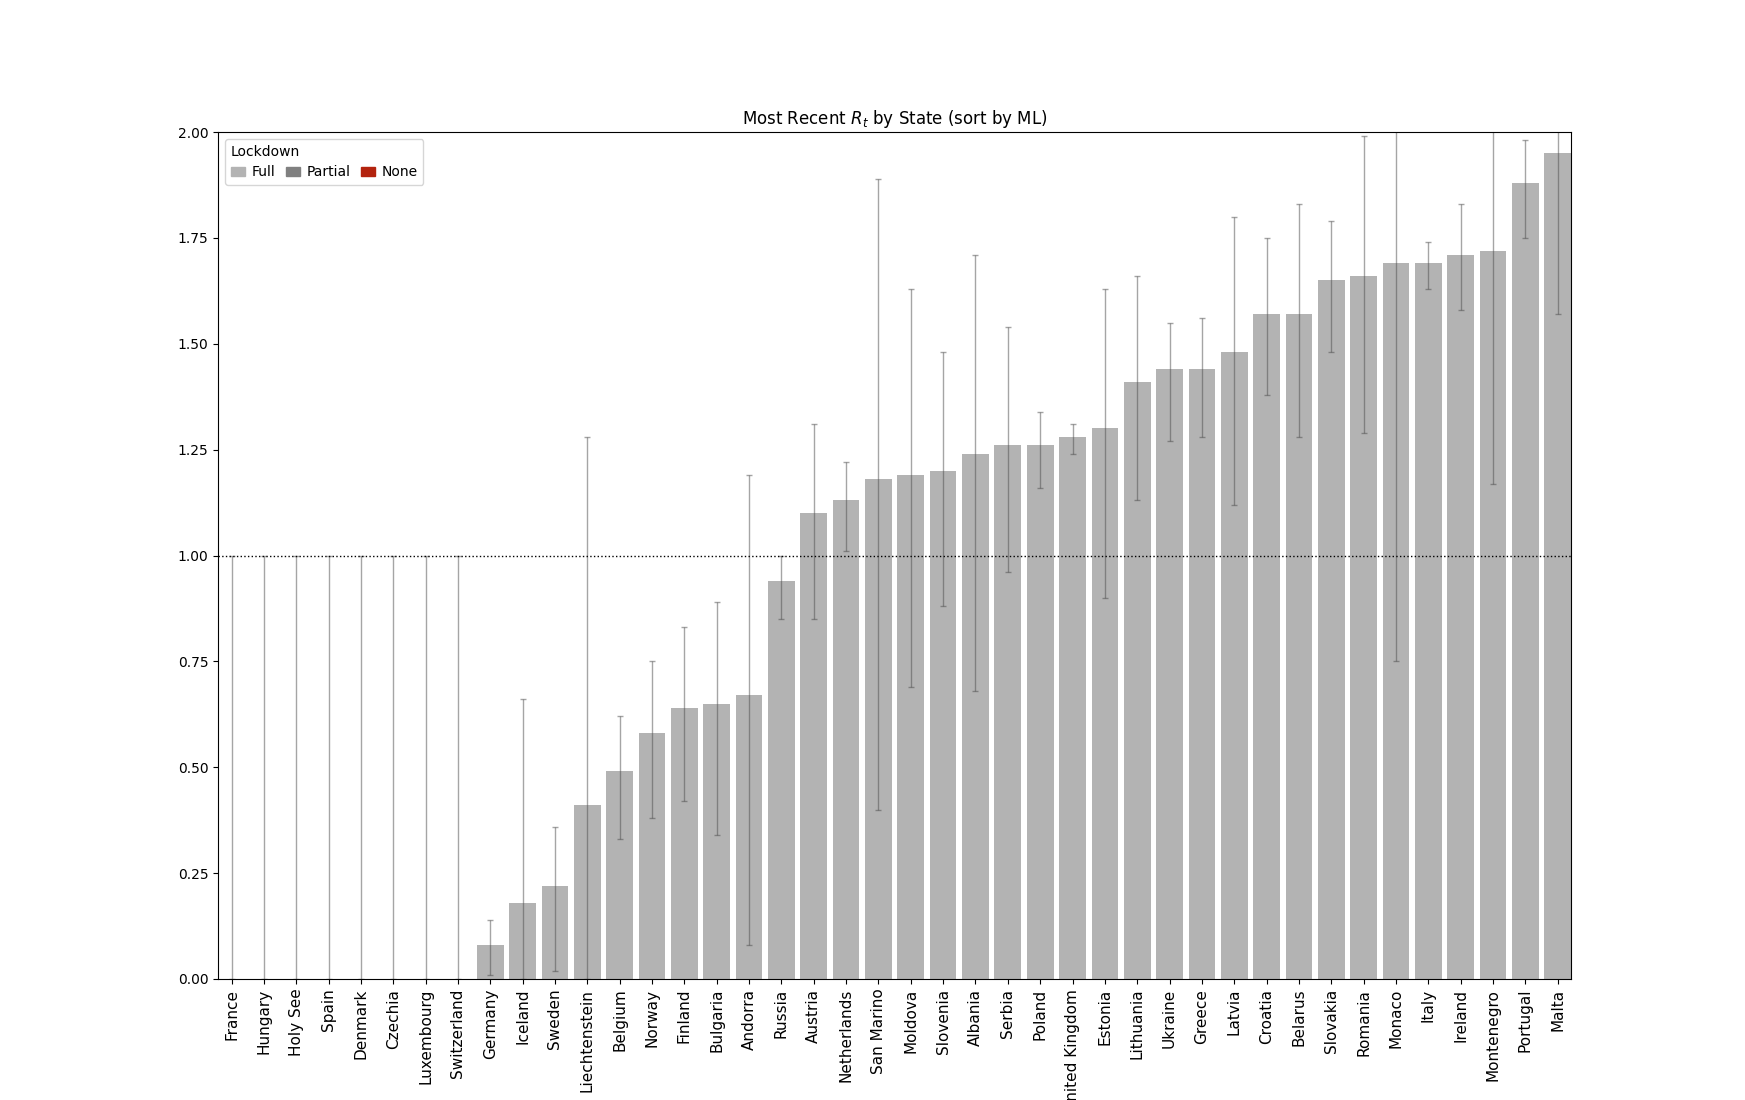 Most Recent Rt by State (sort by ML)
Lockdown
Full Partial None
2.00
1.75
1.50
1.25
1.00
0.75
0.50
0.25
0.00
France
Hungary
Holy See
Spain
Denmark
Czechia
Luxembourg
Switzerland
Germany
Iceland
Sweden
Liechtenstein
Belgium
Norway
Finland
Bulgaria
Andorra
Russia
Austria
Netherlands
San Marino
Moldova
Slovenia
Albania
Serbia
Poland
nited Kingdom
Estonia
Lithuania
Ukraine
Greece
Latvia
Croatia
Belarus
Slovakia
Romania
Monaco
Italy
Ireland
Montenegro
Portugal
Malta